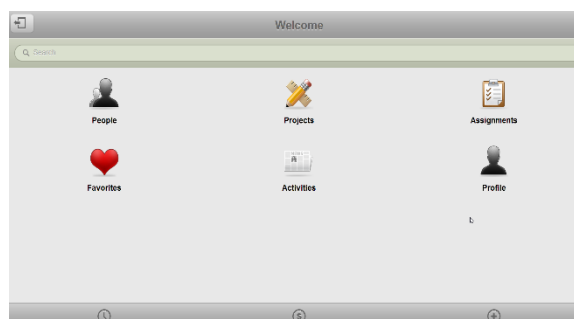 Welcome
Search
People
Projects
Assignments
Favorites
Activities
Profile